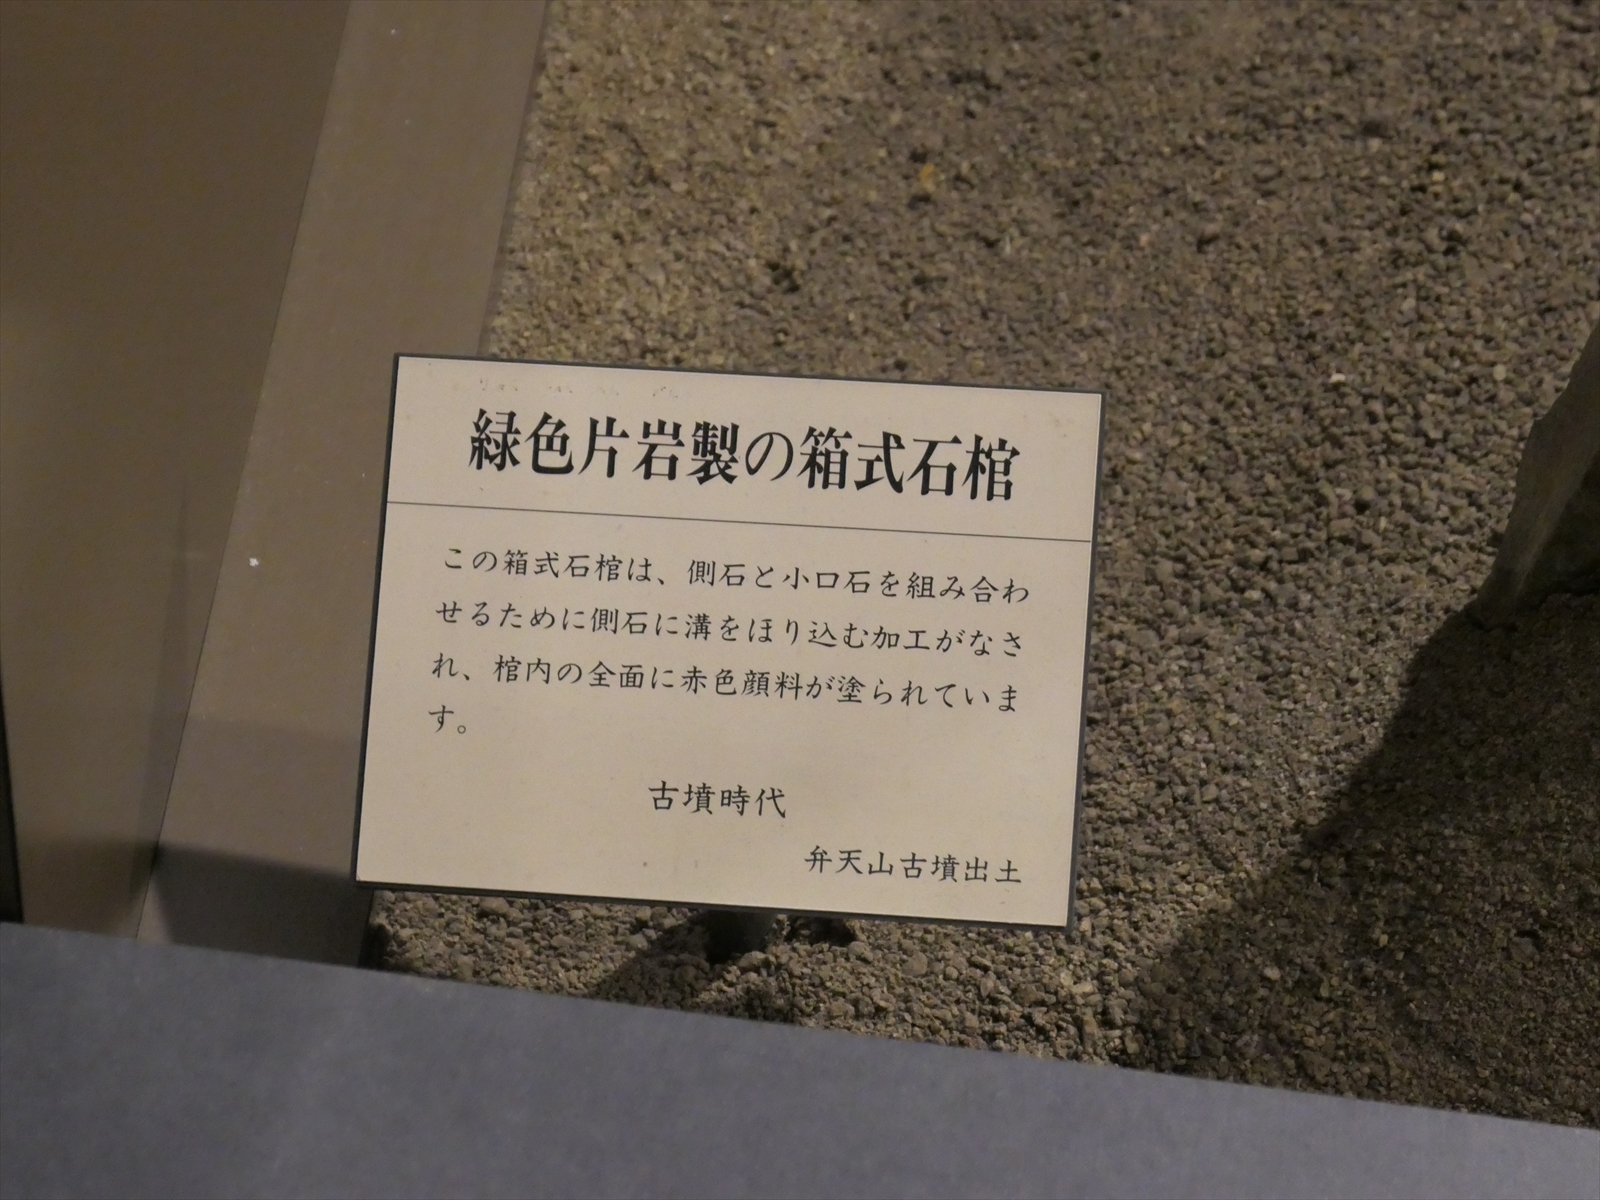 緑色片岩製の箱式石棺
この箱式石棺は、側石と小口石を組み合わ
せるために側石に溝をほり込む加工がなさ
れ、棺内の全面に赤色顔料が塗られていま
す。
古墳時代
弁天山古墳出土